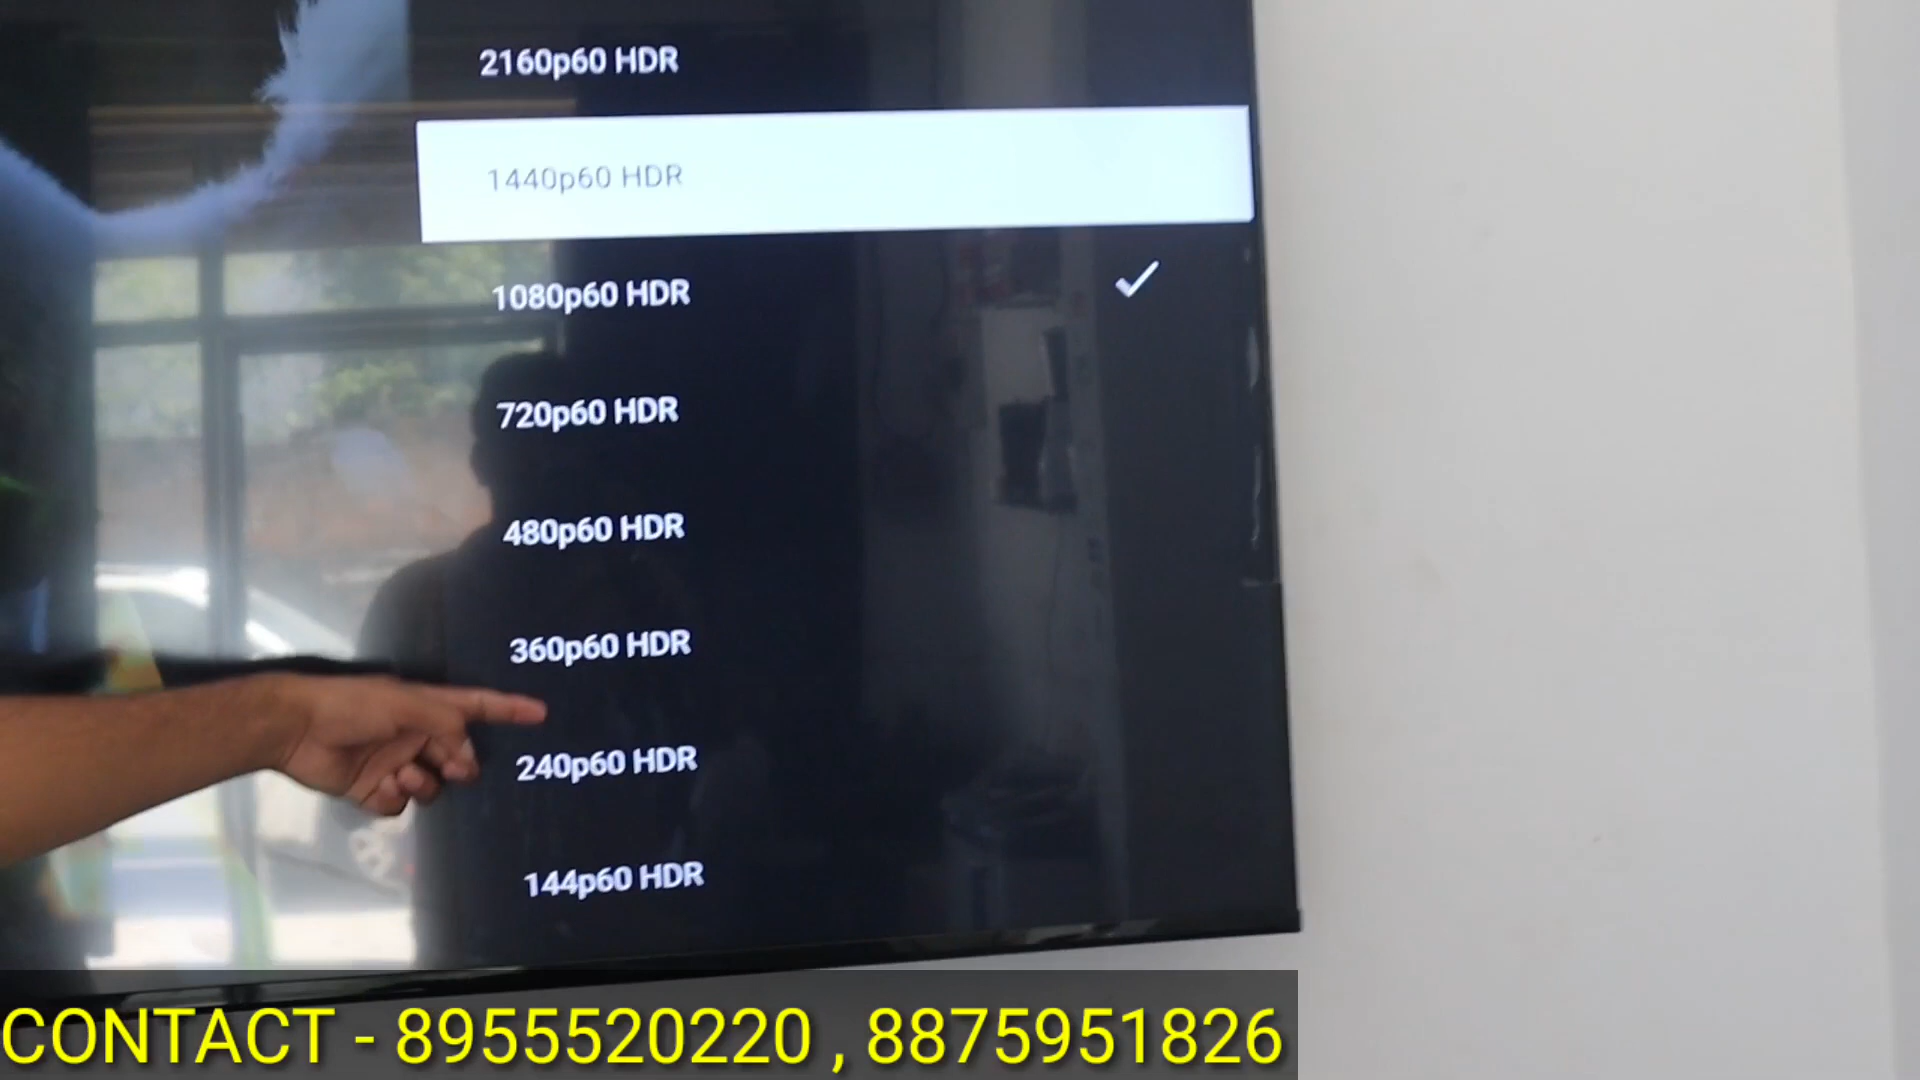 2160p60 HDR
1440p60 HDR
1080p60 HDR
720p60 HDR
480p60 HDR
360p60 HDR
240p60 HDR
144p60 HDR
CONTACT - 8955520220 , 8875951826